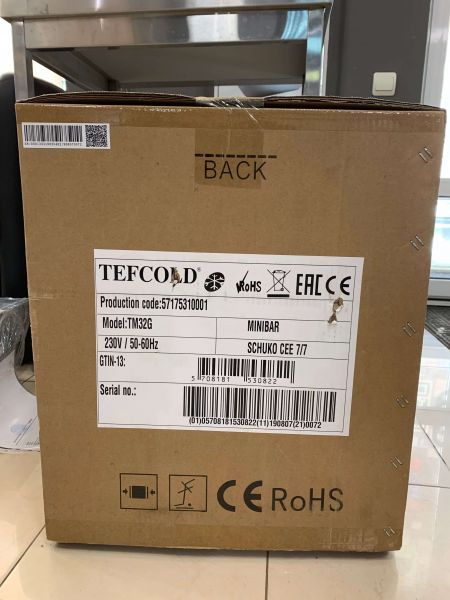 BACK
TEFCOLD®
RoHS
EAC CE
Production code:57175310001
Model:TM32G
MINIBAR
230V / 50-60Hz
SCHUKO CEE 7/7
GTIN-13:
5 708181 530822
Serial no.:
(01)05708181530822(11)190807(21)0072
CE RoHS